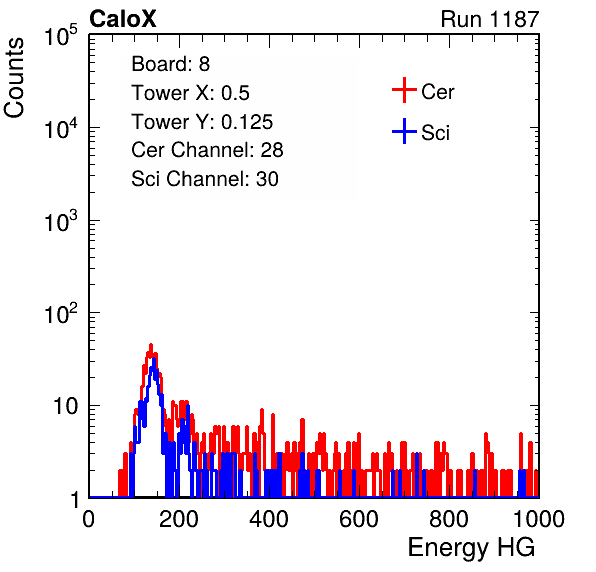 CaloX Run 1187
Board: 8
Tower X: 0.5
Tower Y: 0.125
Cer Channel: 28
Sci Channel: 30
Cer
Sci
Counts
10^5
10^4
10^3
10^2
10
1
0 200 400 600 800 1000
Energy HG